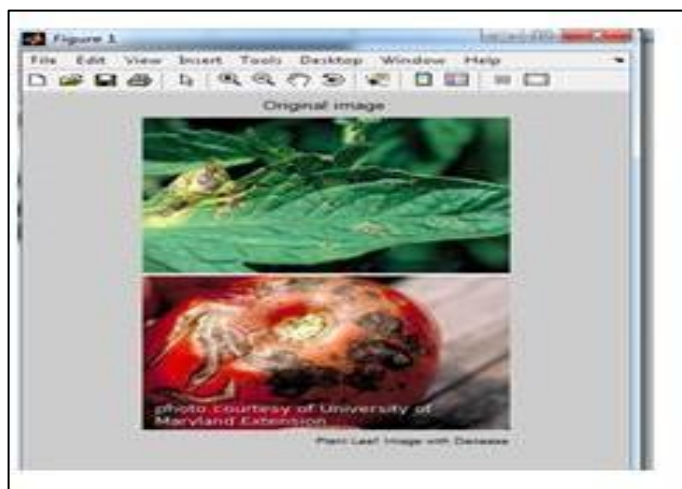 Figure 1
File Edit View Insert Tools Desktop Window Help
Original image
photo courtesy of University of
Maryland Extension
Plant Leaf Image with Disease